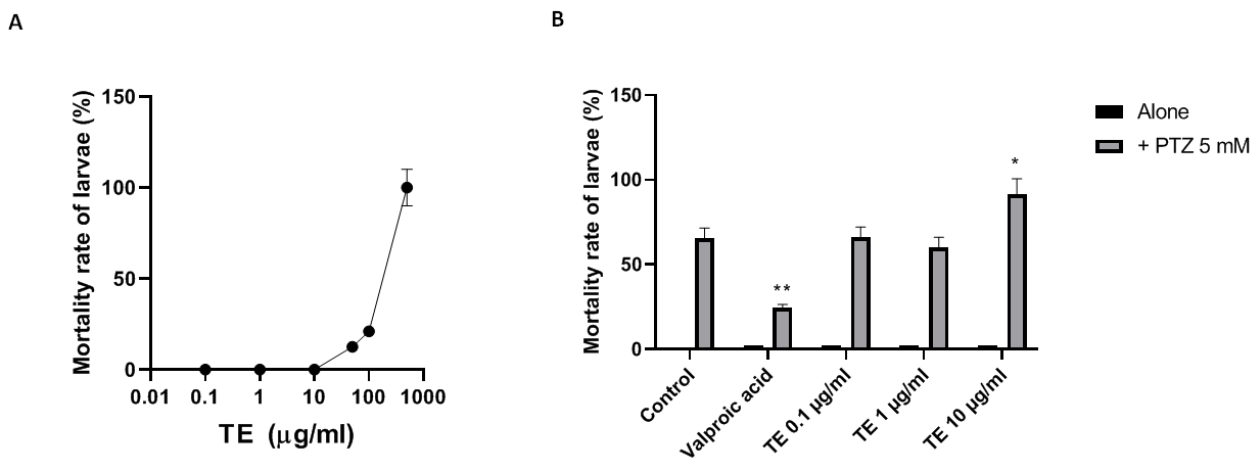 A
B
Mortality rate of larvae (%)
150
100
50
0
0.01 0.1 1 10 100 1000
TE (μg/ml)
Mortality rate of larvae (%)
150
100
50
0
**
*
Control
Valproic acid
TE 0.1 μg/ml
TE 1 μg/ml
TE 10 μg/ml
Alone
+ PTZ 5 mM